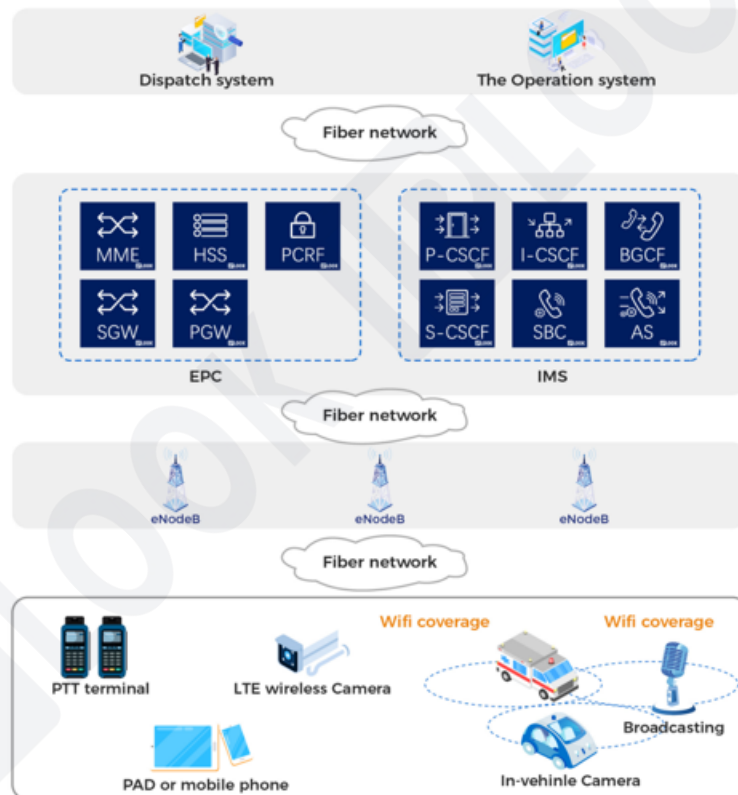 Dispatch system
The Operation system
Fiber network
MME
HSS
PCRF
P-CSCF
I-CSCF
BGCF
SGW
PGW
S-CSCF
SBC
AS
EPC
IMS
Fiber network
eNodeB
eNodeB
eNodeB
Fiber network
Wifi coverage
Wifi coverage
PTT terminal
LTE wireless Camera
Broadcasting
PAD or mobile phone
In-vehinle Camera